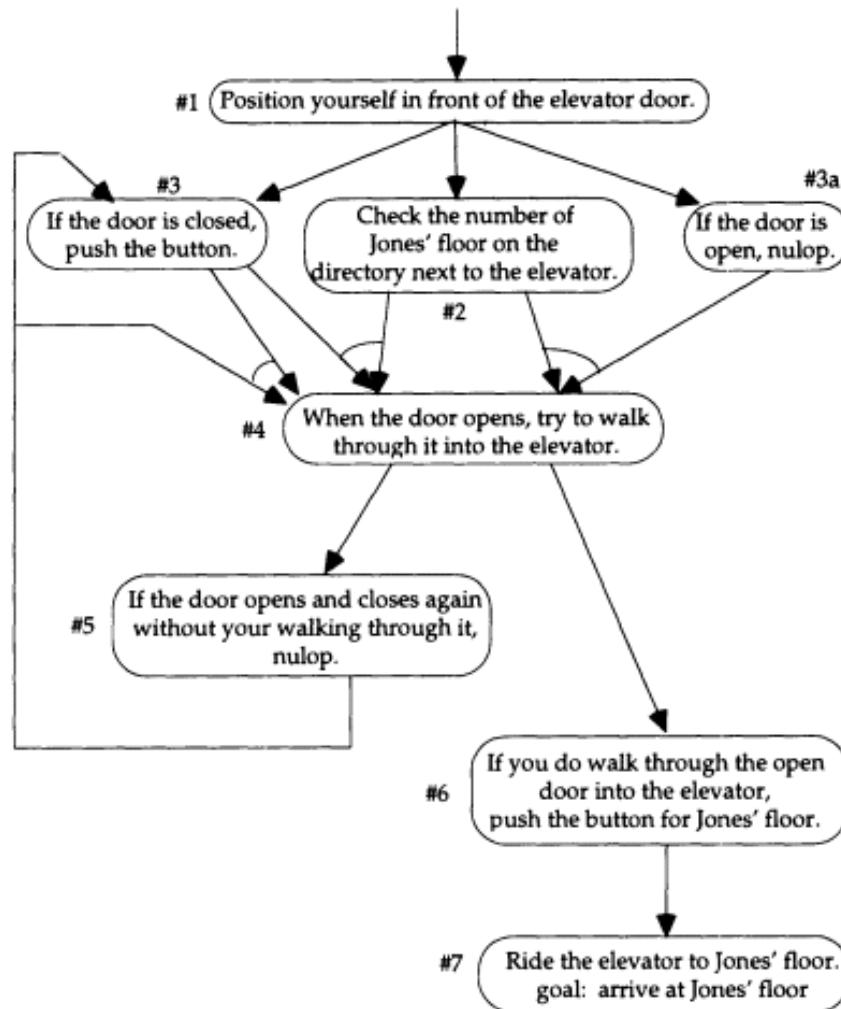 #1
Position yourself in front of the elevator door.
#3
If the door is closed,
push the button.
Check the number of
Jones' floor on the
directory next to the elevator.
#2
#3a
If the door is
open, nulop.
#4
When the door opens, try to walk
through it into the elevator.
#5
If the door opens and closes again
without your walking through it,
nulop.
#6
If you do walk through the open
door into the elevator,
push the button for Jones' floor.
#7
Ride the elevator to Jones' floor.
goal: arrive at Jones' floor